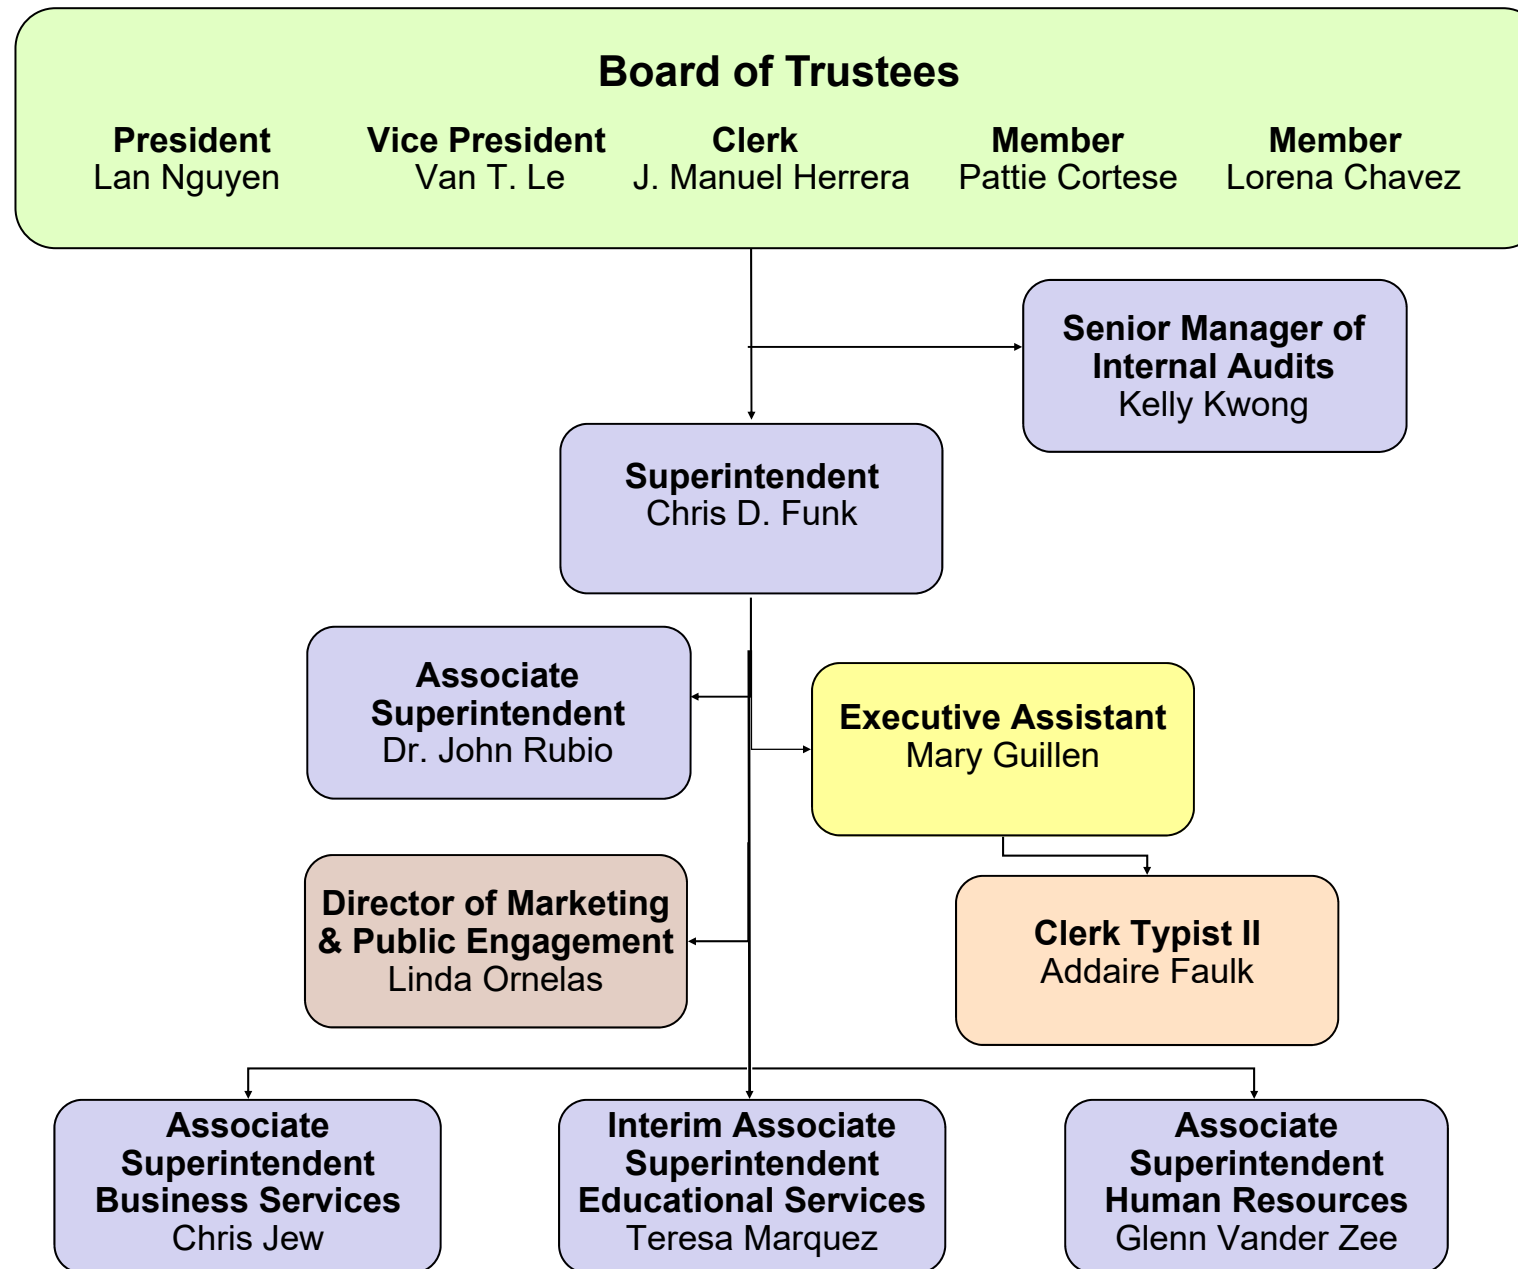 Board of Trustees
President Vice President Clerk Member Member
Lan Nguyen Van T. Le J. Manuel Herrera Pattie Cortese Lorena Chavez
Senior Manager of
Internal Audits
Kelly Kwong
Superintendent
Chris D. Funk
Associate
Superintendent
Dr. John Rubio
Executive Assistant
Mary Guillen
Director of Marketing
& Public Engagement
Linda Ornelas
Clerk Typist II
Addaire Faulk
Associate
Superintendent
Business Services
Chris Jew
Interim Associate
Superintendent
Educational Services
Teresa Marquez
Associate
Superintendent
Human Resources
Glenn Vander Zee